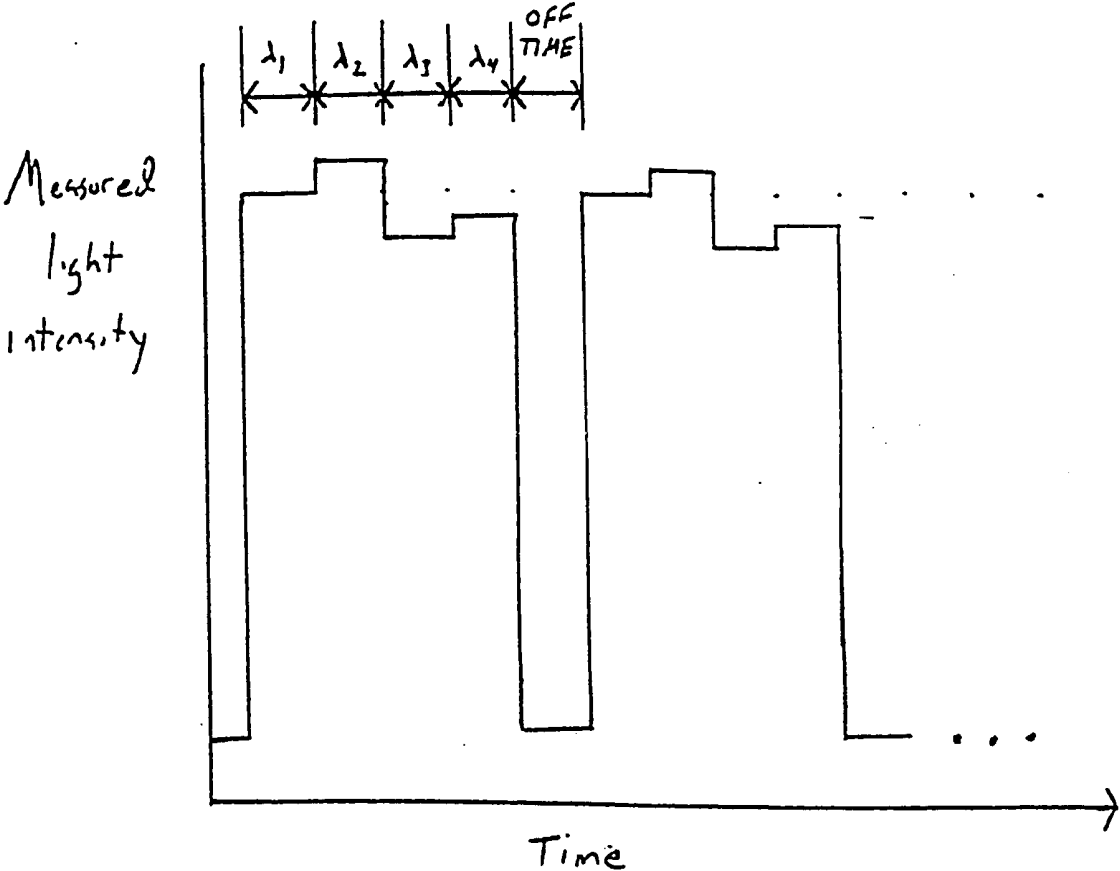 OFF
TIME
λ1 λ2 λ3 λ4
Measured
light
intensity
Time